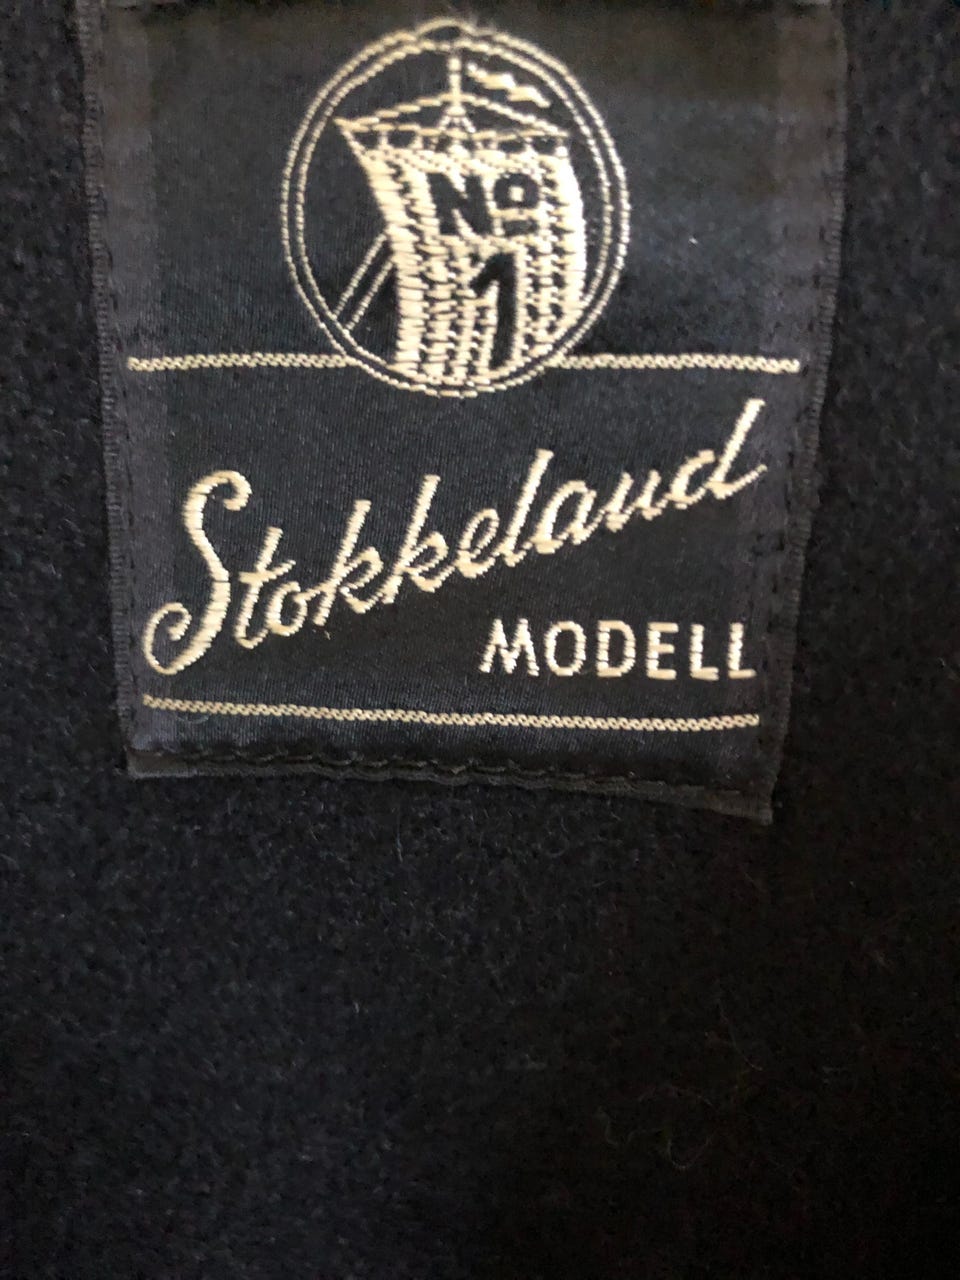 Nº
1
Stokkeland
MODELL